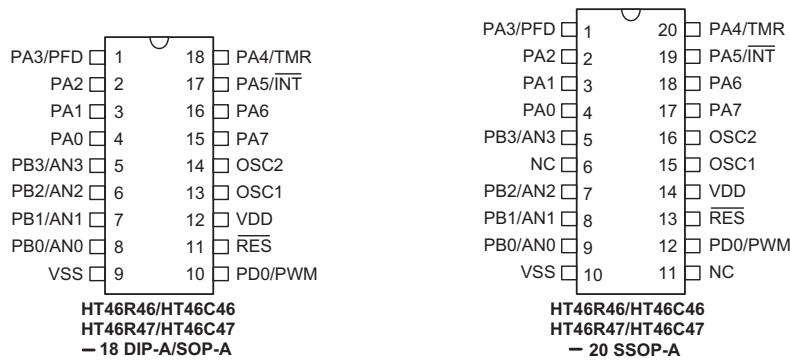 PA3/PFD 1 18 PA4/TMR
PA2 2 17 PA5/INT
PA1 3 16 PA6
PA0 4 15 PA7
PB3/AN3 5 14 OSC2
PB2/AN2 6 13 OSC1
PB1/AN1 7 12 VDD
PB0/AN0 8 11 RES
VSS 9 10 PD0/PWM
HT46R46/HT46C46
HT46R47/HT46C47
– 18 DIP-A/SOP-A
PA3/PFD 1 20 PA4/TMR
PA2 2 19 PA5/INT
PA1 3 18 PA6
PA0 4 17 PA7
PB3/AN3 5 16 OSC2
NC 6 15 OSC1
PB2/AN2 7 14 VDD
PB1/AN1 8 13 RES
PB0/AN0 9 12 PD0/PWM
VSS 10 11 NC
HT46R46/HT46C46
HT46R47/HT46C47
– 20 SSOP-A